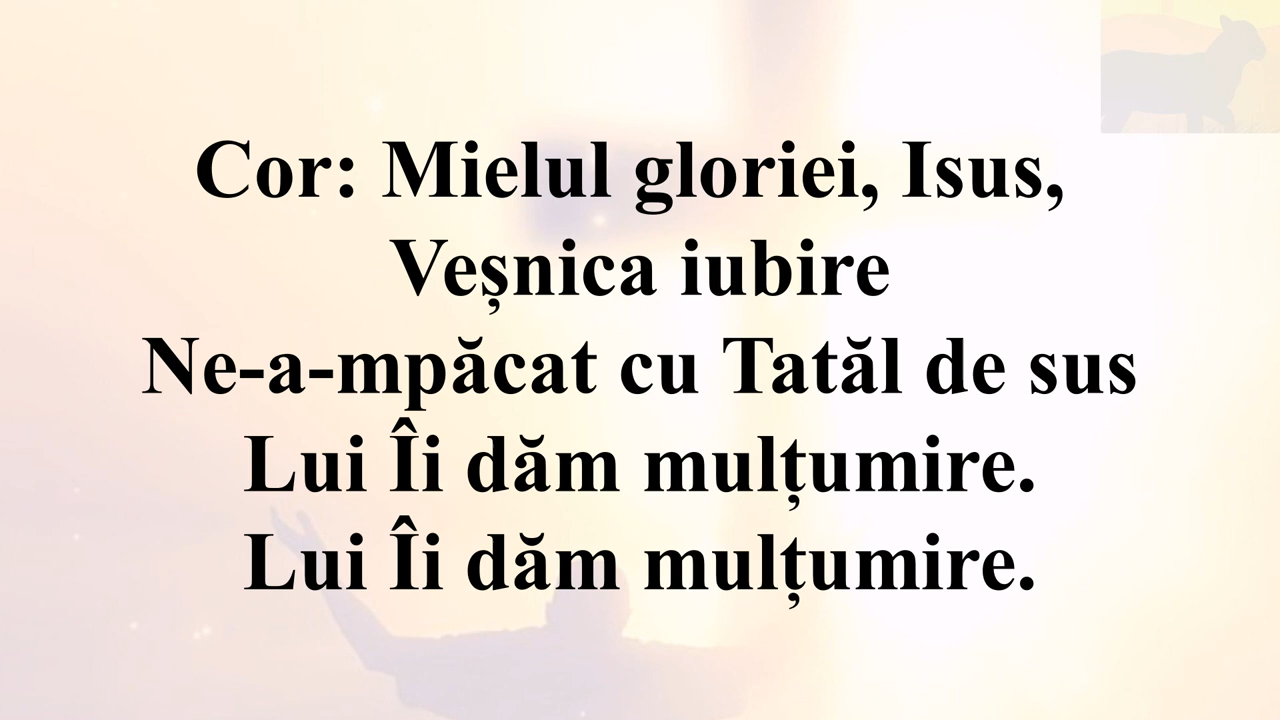 Cor: Mielul gloriei, Isus,
Veșnica iubire
Ne-a-mpăcat cu Tatăl de sus
Lui Îi dăm mulțumire.
Lui Îi dăm mulțumire.